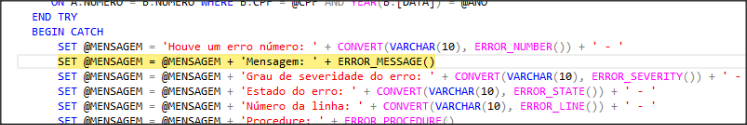 ON A.NUMERO = B.NUMERO WHERE B.CPF = @CPF AND YEAR(B.[DATA]) = @ANO
END TRY
BEGIN CATCH
SET @MENSAGEM = 'Houve um erro número: ' + CONVERT(VARCHAR(10), ERROR_NUMBER()) + ' - '
SET @MENSAGEM = @MENSAGEM + 'Mensagem: ' + ERROR_MESSAGE()
SET @MENSAGEM = @MENSAGEM + 'Grau de severidade do erro: ' + CONVERT(VARCHAR(10), ERROR_SEVERITY()) + ' -
SET @MENSAGEM = @MENSAGEM + 'Estado do erro: ' + CONVERT(VARCHAR(10), ERROR_STATE()) + ' - '
SET @MENSAGEM = @MENSAGEM + 'Número da linha: ' + CONVERT(VARCHAR(10), ERROR_LINE()) + ' - '
SET @MENSAGEM = @MENSAGEM + 'Procedure: ' + ERROR_PROCEDURE()